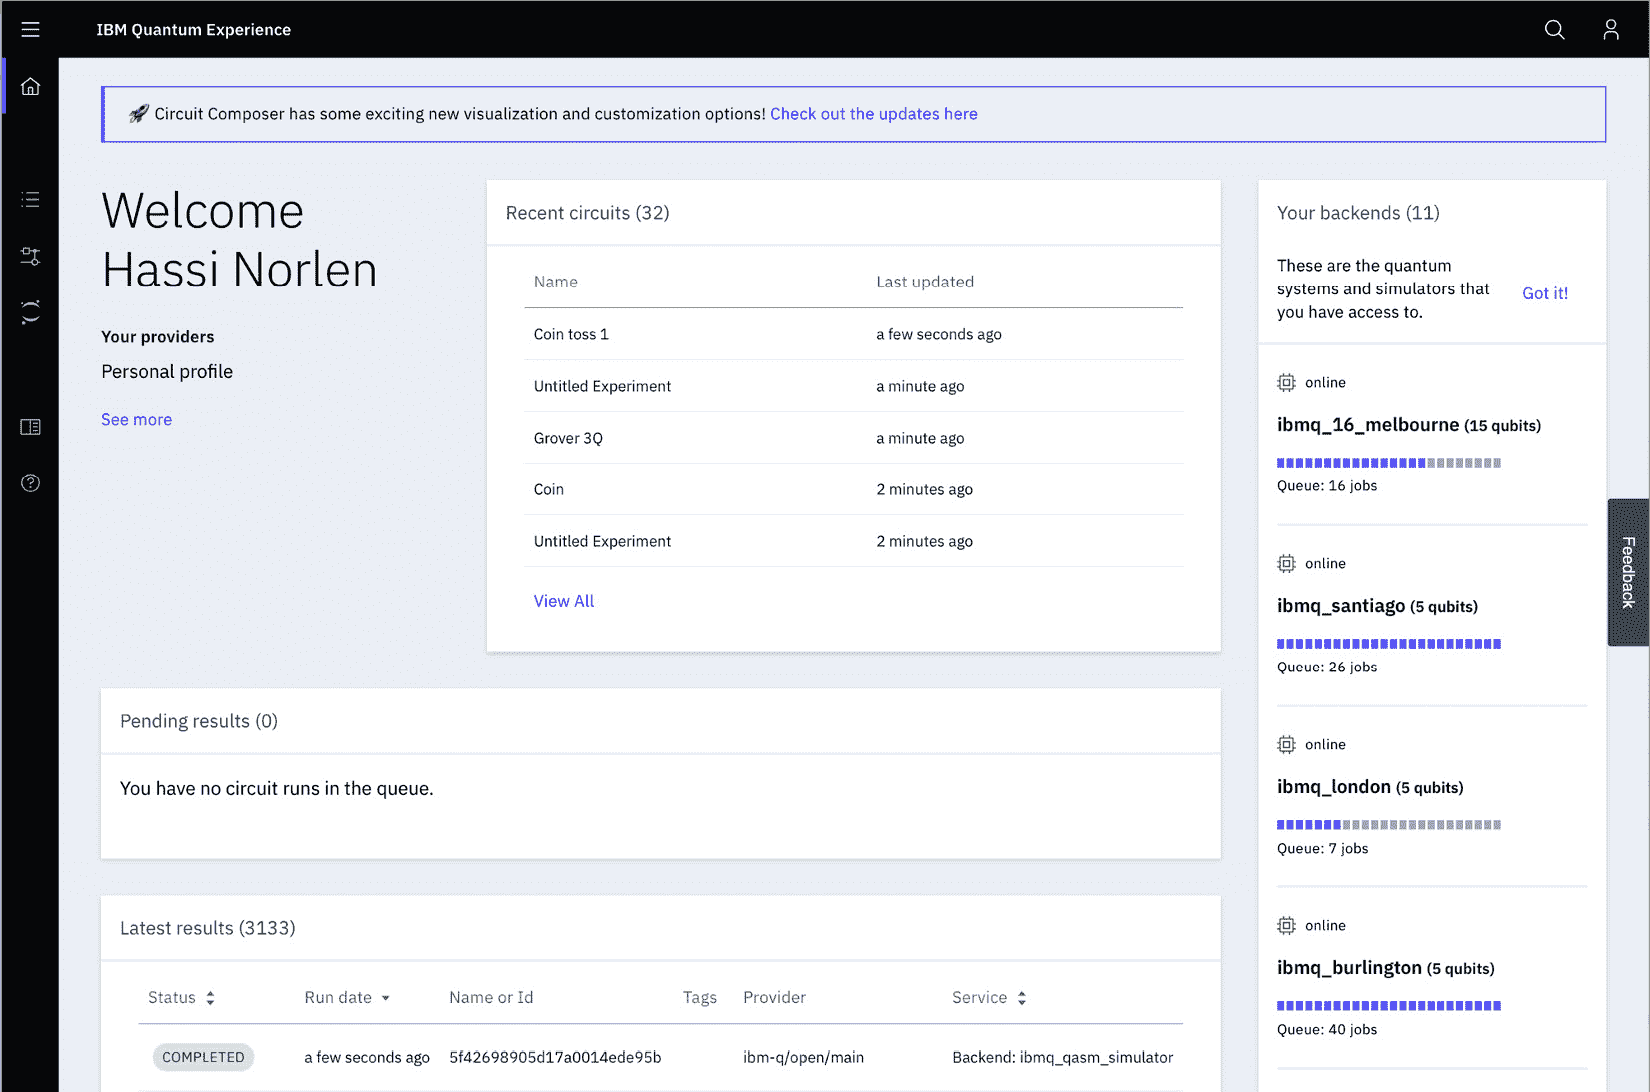 IBM Quantum Experience
🚀 Circuit Composer has some exciting new visualization and customization options! Check out the updates here
Welcome
Hassi Norlen
Your providers
Personal profile
See more
Recent circuits (32)
Name Last updated
Coin toss 1 a few seconds ago
Untitled Experiment a minute ago
Grover 3Q a minute ago
Coin 2 minutes ago
Untitled Experiment 2 minutes ago
View All
Pending results (0)
You have no circuit runs in the queue.
Latest results (3133)
Status Run date Name or Id Tags Provider Service
COMPLETED a few seconds ago 5f42698905d17a0014ede95b ibm-q/open/main Backend: ibmq_qasm_simulator
Your backends (11)
These are the quantum
systems and simulators that
you have access to.
Got it!
online
ibmq_16_melbourne (15 qubits)
Queue: 16 jobs
online
ibmq_santiago (5 qubits)
Queue: 26 jobs
online
ibmq_london (5 qubits)
Queue: 7 jobs
online
ibmq_burlington (5 qubits)
Queue: 40 jobs
Feedback